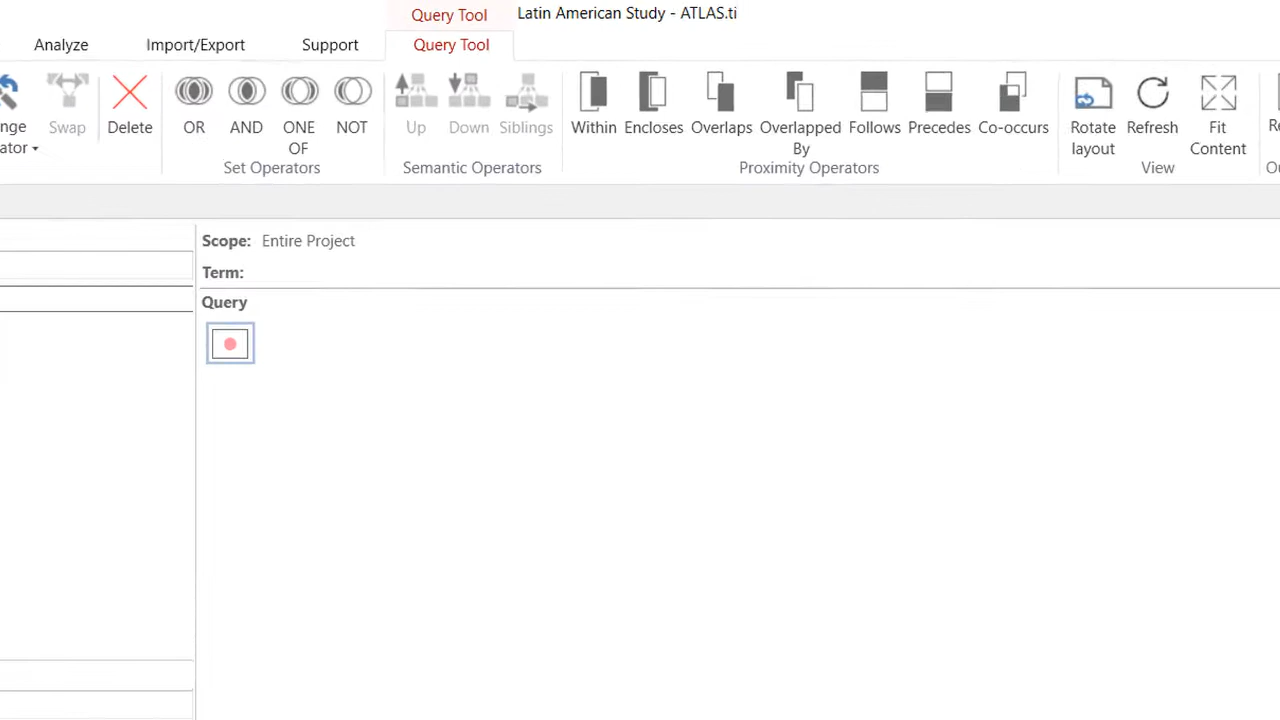 Query Tool Latin American Study - ATLAS.ti
Analyze Import/Export Support Query Tool
Swap Delete OR AND ONE OF NOT Up Down Siblings Within Encloses Overlaps Overlapped By Follows Precedes Co-occurs Rotate layout Refresh Fit Content
Set Operators Semantic Operators Proximity Operators View
Scope: Entire Project
Term:
Query